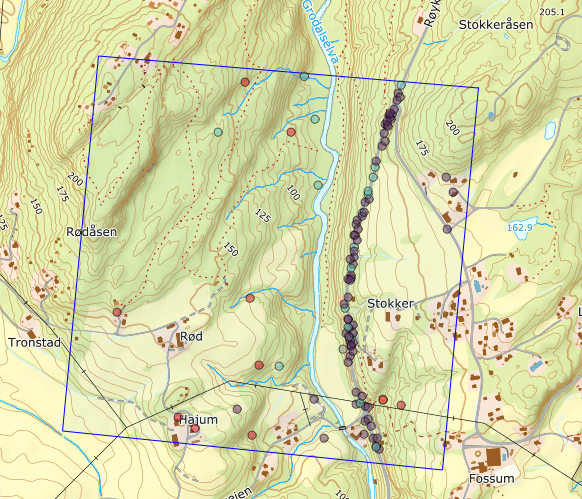 205.1
Stokkeråsen
Grodalselva
Røyk
200
175
200
175
150
100
125
150
162.9
Rødåsen
Stokker
Tronstad
Rød
Hajum
Fossum